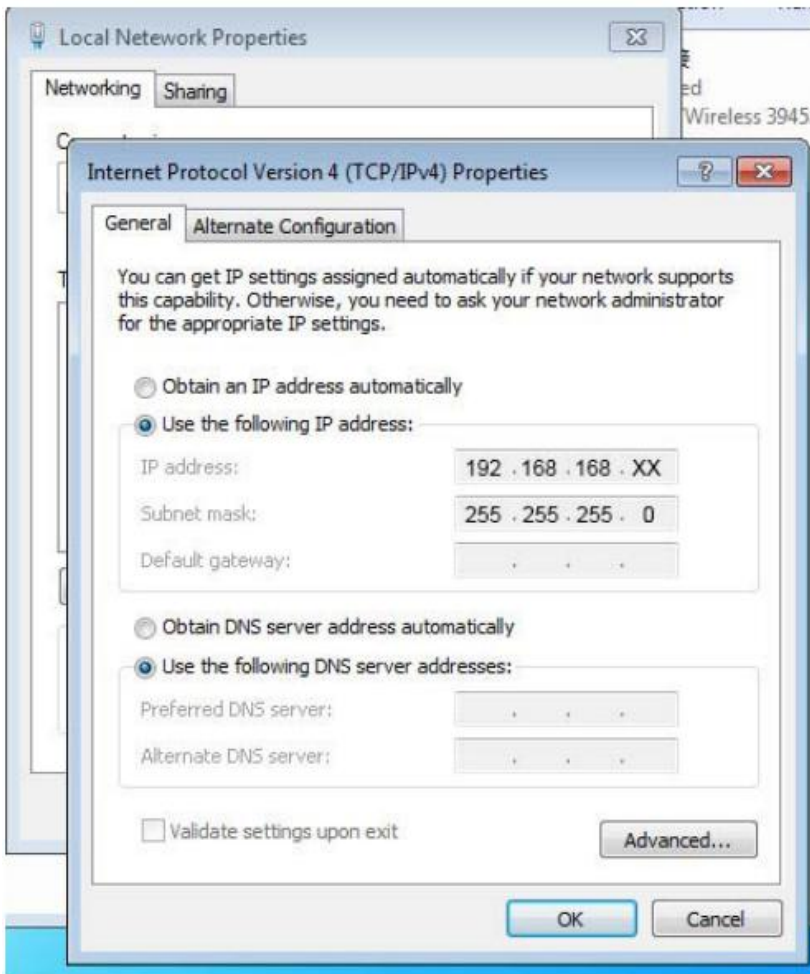 Local Netework Properties
Networking
Sharing
ed
Wireless 3945
Internet Protocol Version 4 (TCP/IPv4) Properties
General
Alternate Configuration
You can get IP settings assigned automatically if your network supports
this capability. Otherwise, you need to ask your network administrator
for the appropriate IP settings.
Obtain an IP address automatically
Use the following IP address:
IP address: 192 . 168 . 168 . XX
Subnet mask: 255 . 255 . 255 . 0
Default gateway: . . .
Obtain DNS server address automatically
Use the following DNS server addresses:
Preferred DNS server: . . .
Alternate DNS server: . . .
Validate settings upon exit
Advanced...
OK
Cancel